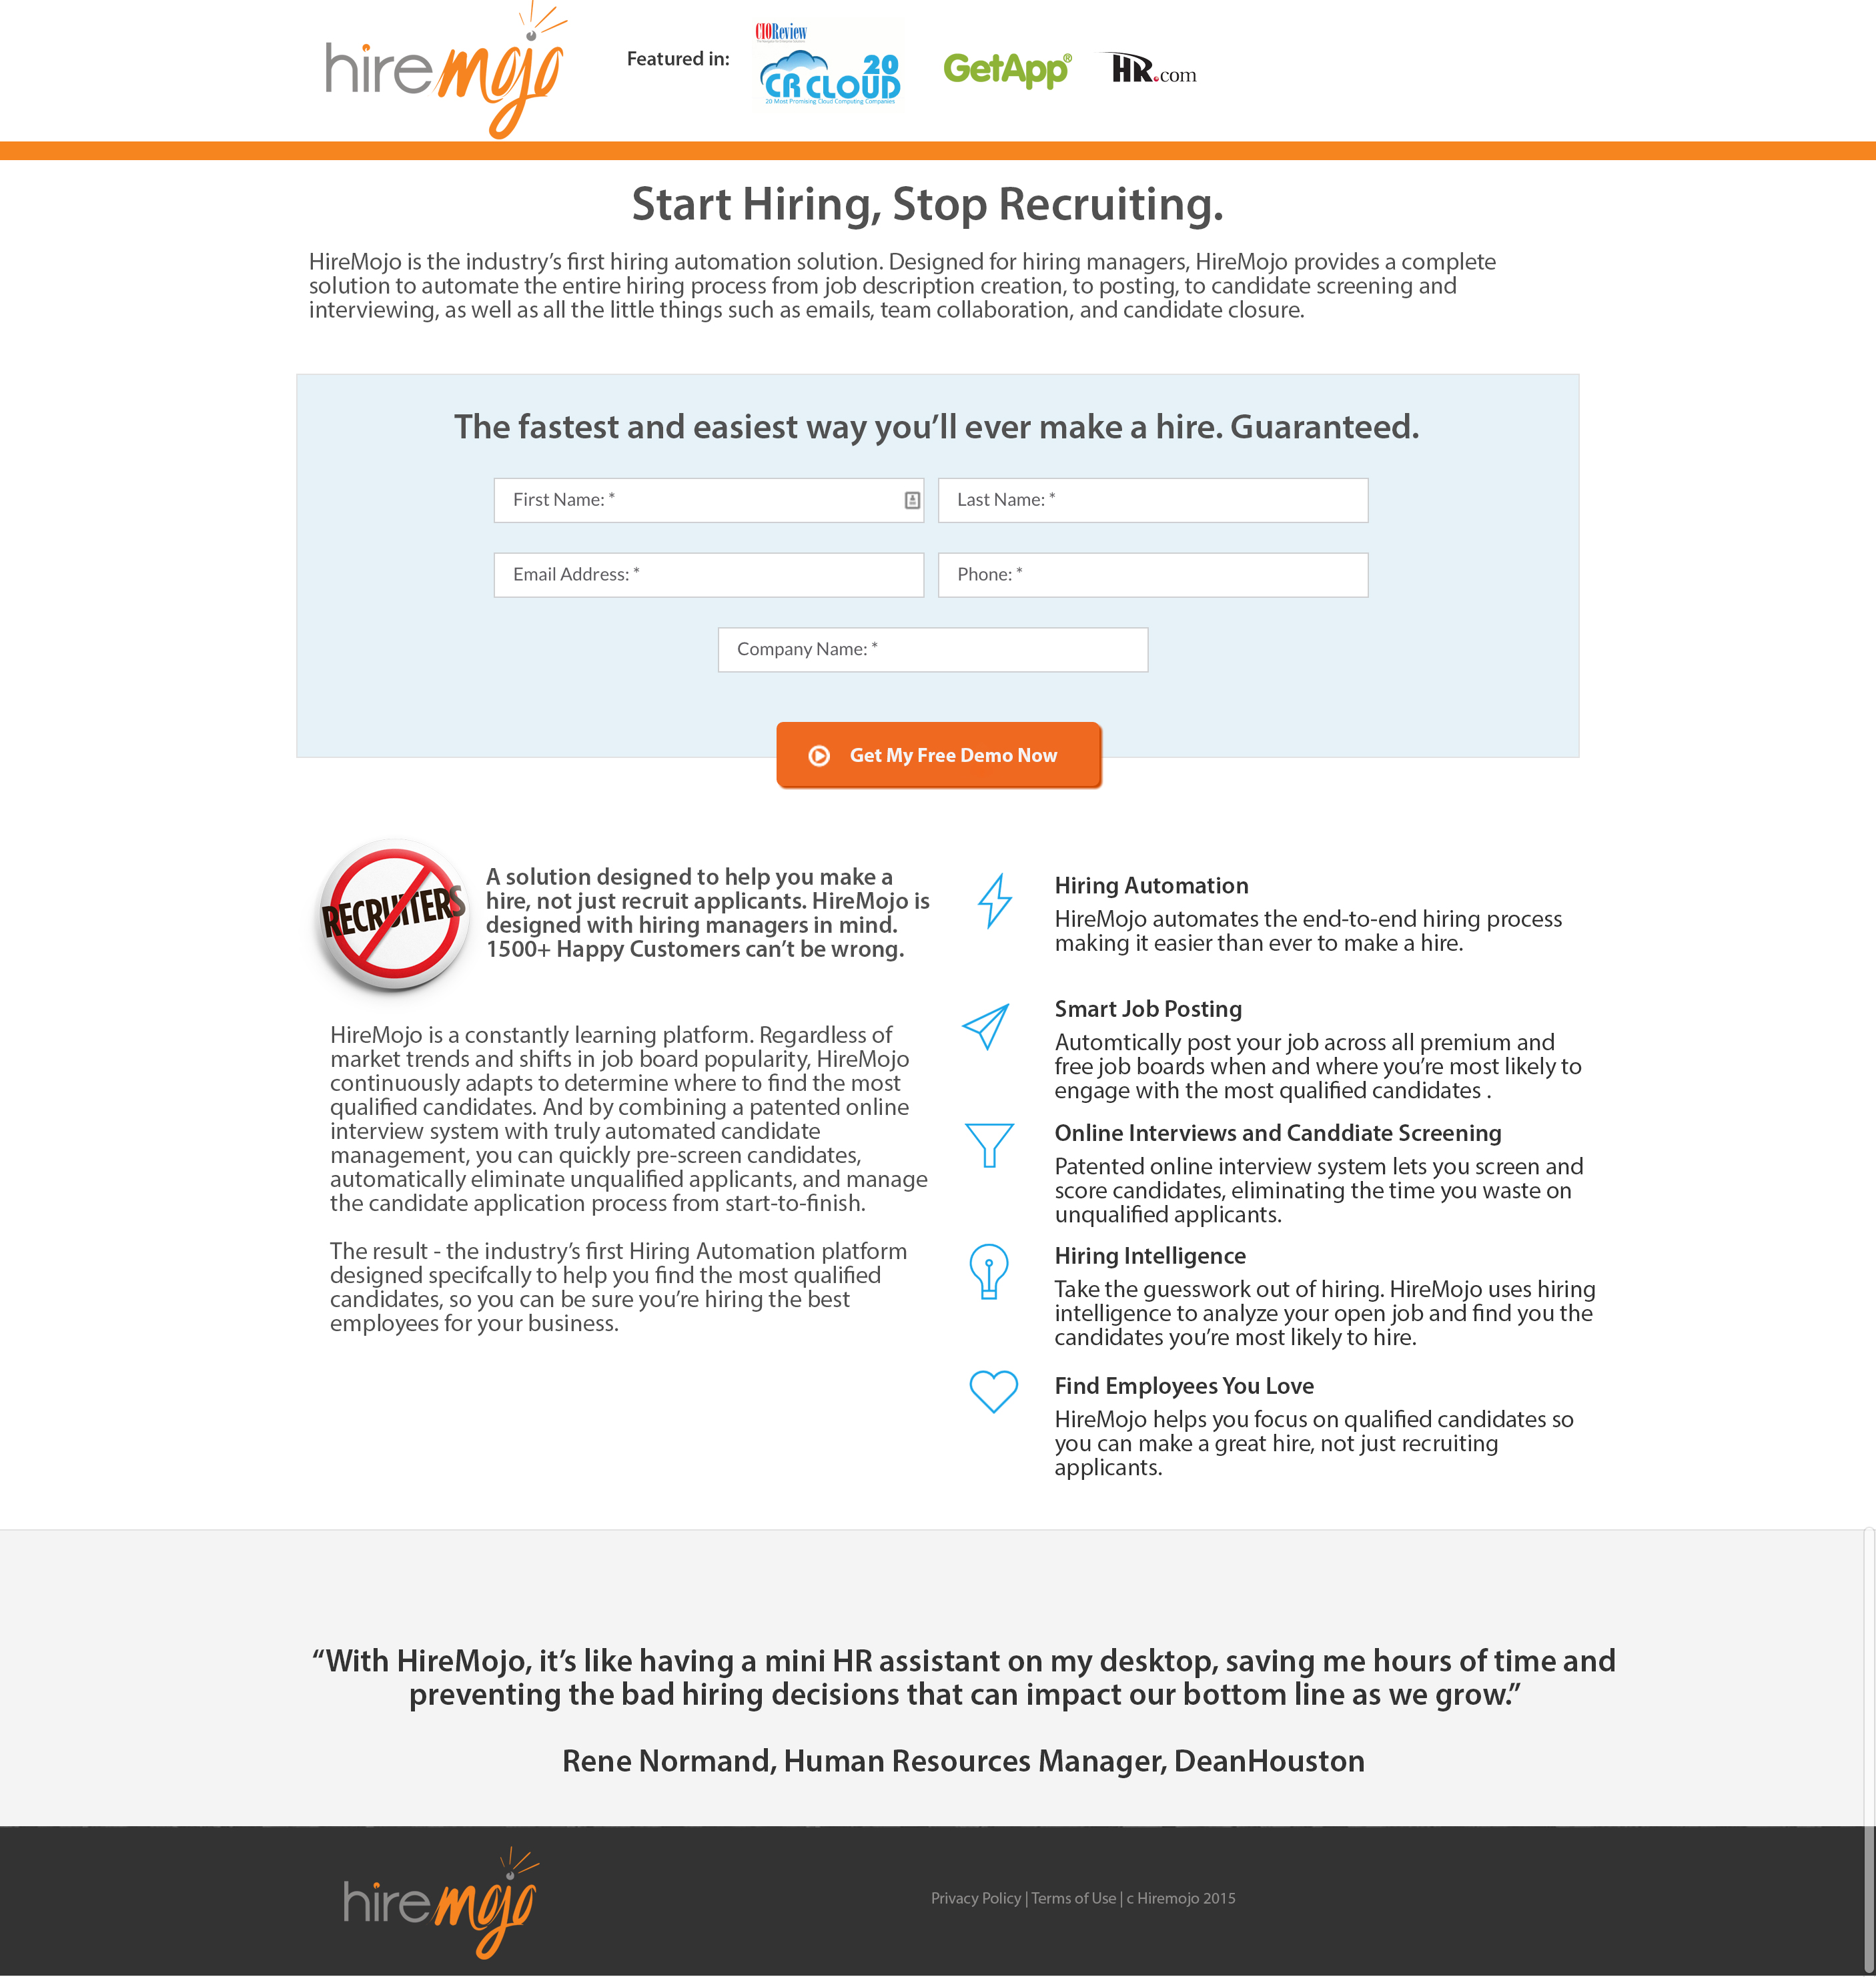 hiremojo
Featured in:
CIOReview
20
CR CLOUD
20 Most Promising Cloud Computing Companies
GetApp®
HR.com
Start Hiring, Stop Recruiting.
HireMojo is the industry’s first hiring automation solution. Designed for hiring managers, HireMojo provides a complete
solution to automate the entire hiring process from job description creation, to posting, to candidate screening and
interviewing, as well as all the little things such as emails, team collaboration, and candidate closure.
The fastest and easiest way you’ll ever make a hire. Guaranteed.
First Name: *
Last Name: *
Email Address: *
Phone: *
Company Name: *
Get My Free Demo Now
RECRUITERS
A solution designed to help you make a
hire, not just recruit applicants. HireMojo is
designed with hiring managers in mind.
1500+ Happy Customers can’t be wrong.
HireMojo is a constantly learning platform. Regardless of
market trends and shifts in job board popularity, HireMojo
continuously adapts to determine where to find the most
qualified candidates. And by combining a patented online
interview system with truly automated candidate
management, you can quickly pre-screen candidates,
automatically eliminate unqualified applicants, and manage
the candidate application process from start-to-finish.
The result - the industry’s first Hiring Automation platform
designed specifcally to help you find the most qualified
candidates, so you can be sure you’re hiring the best
employees for your business.
Hiring Automation
HireMojo automates the end-to-end hiring process
making it easier than ever to make a hire.
Smart Job Posting
Automtically post your job across all premium and
free job boards when and where you’re most likely to
engage with the most qualified candidates .
Online Interviews and Canddiate Screening
Patented online interview system lets you screen and
score candidates, eliminating the time you waste on
unqualified applicants.
Hiring Intelligence
Take the guesswork out of hiring. HireMojo uses hiring
intelligence to analyze your open job and find you the
candidates you’re most likely to hire.
Find Employees You Love
HireMojo helps you focus on qualified candidates so
you can make a great hire, not just recruiting
applicants.
“With HireMojo, it’s like having a mini HR assistant on my desktop, saving me hours of time and
preventing the bad hiring decisions that can impact our bottom line as we grow.”
Rene Normand, Human Resources Manager, DeanHouston
hiremojo
Privacy Policy | Terms of Use | c Hiremojo 2015